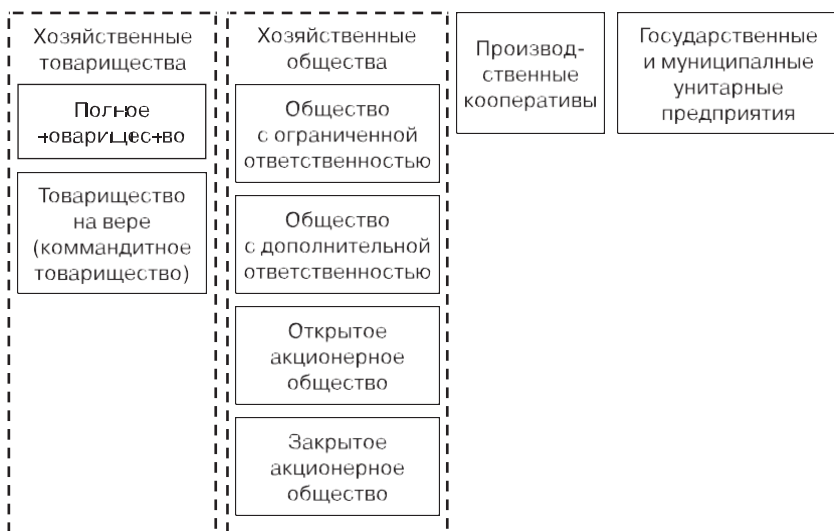 Хозяйственные
товарищества
Полное
товарищество
Товарищество
на вере
(коммандитное
товарищество)
Хозяйственные
общества
Общество
с ограниченной
ответственностью
Общество
с дополнительной
ответственностью
Открытое
акционерное
общество
Закрытое
акционерное
общество
Производ-
ственные
кооперативы
Государственные
и муниципалные
унитарные
предприятия